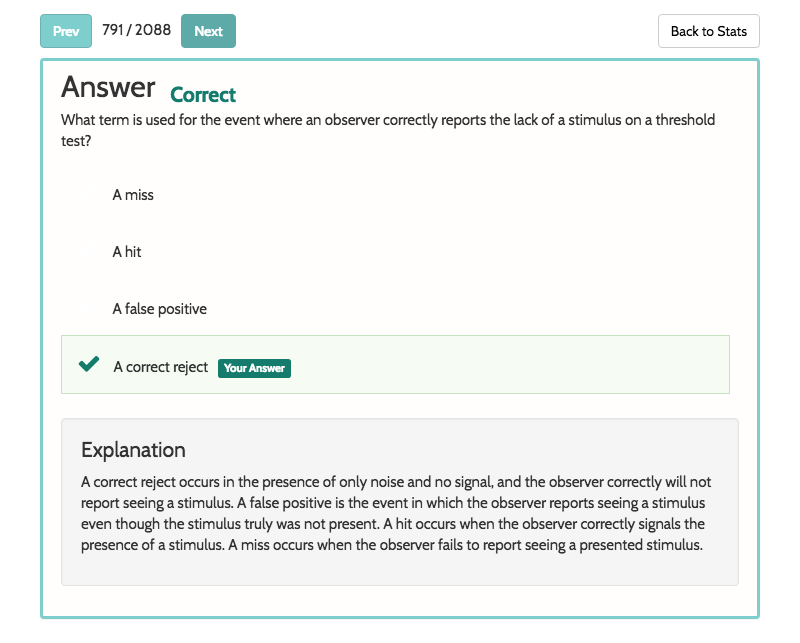 Prev 791 / 2088 Next Back to Stats
Answer Correct
What term is used for the event where an observer correctly reports the lack of a stimulus on a threshold
test?
A miss
A hit
A false positive
A correct reject Your Answer
Explanation
A correct reject occurs in the presence of only noise and no signal, and the observer correctly will not
report seeing a stimulus. A false positive is the event in which the observer reports seeing a stimulus
even though the stimulus truly was not present. A hit occurs when the observer correctly signals the
presence of a stimulus. A miss occurs when the observer fails to report seeing a presented stimulus.